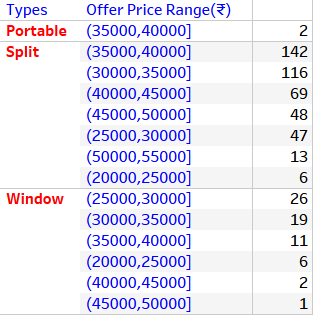 Types Offer Price Range(₹)
Portable (35000,40000] 2
Split (35000,40000] 142
(30000,35000] 116
(40000,45000] 69
(45000,50000] 48
(25000,30000] 47
(50000,55000] 13
(20000,25000] 6
Window (25000,30000] 26
(30000,35000] 19
(35000,40000] 11
(20000,25000] 6
(40000,45000] 2
(45000,50000] 1